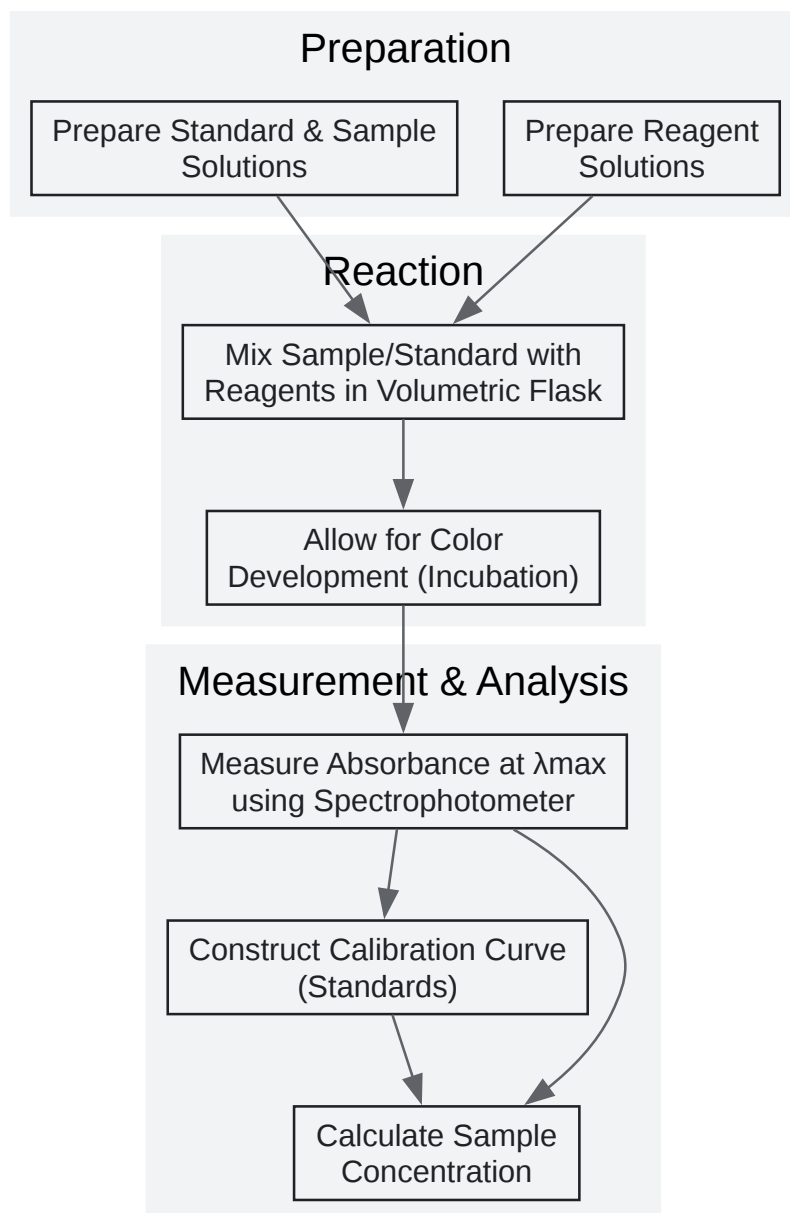 Preparation
Prepare Standard & Sample
Solutions
Prepare Reagent
Solutions
Reaction
Mix Sample/Standard with
Reagents in Volumetric Flask
Allow for Color
Development (Incubation)
Measurement & Analysis
Measure Absorbance at λmax
using Spectrophotometer
Construct Calibration Curve
(Standards)
Calculate Sample
Concentration